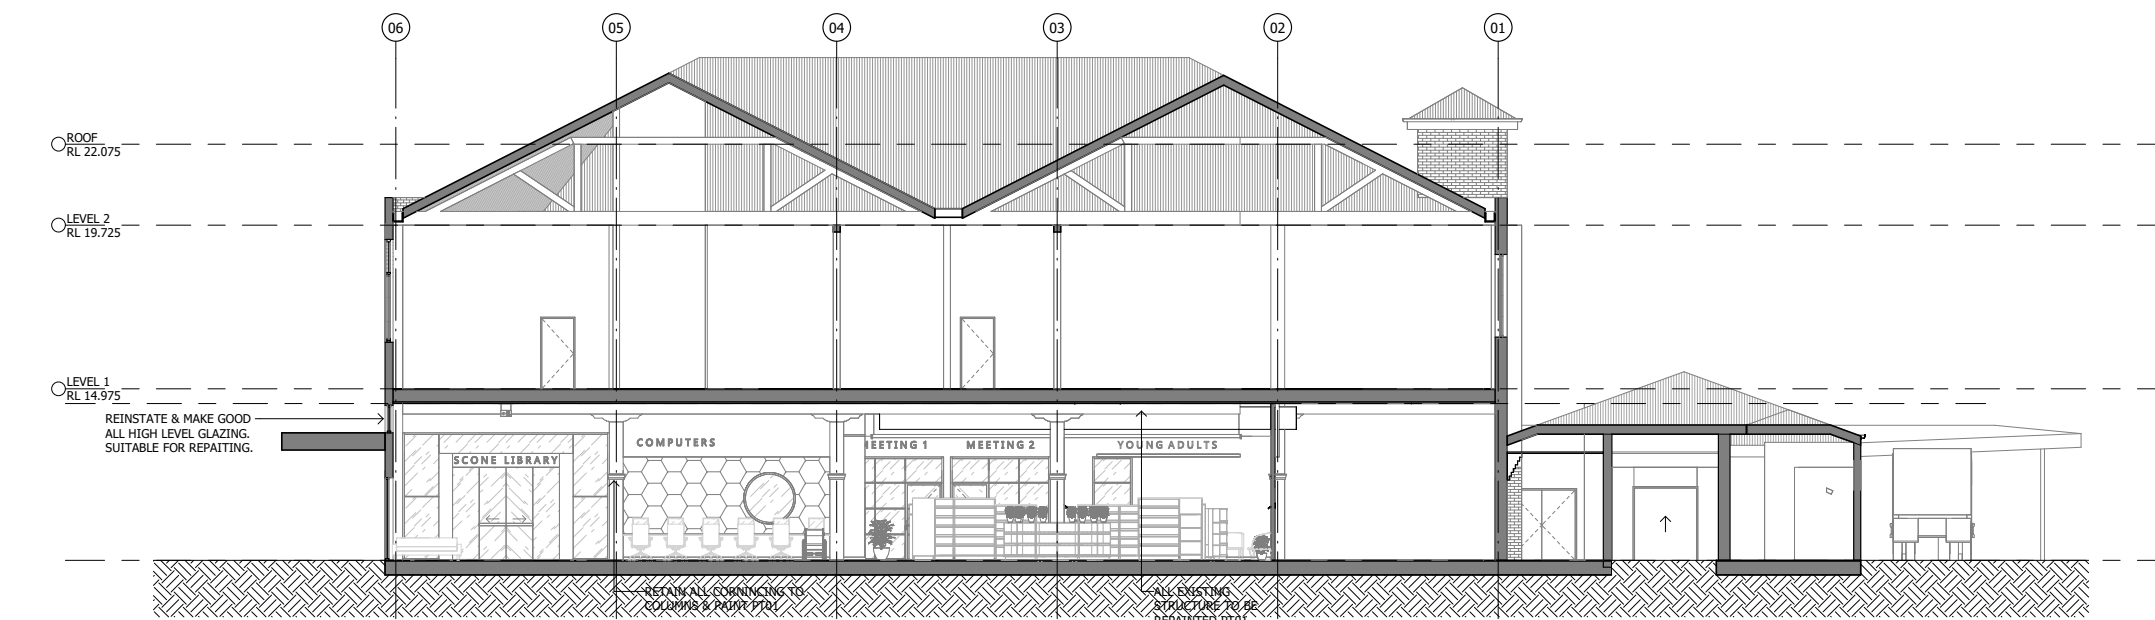 06
05
04
03
02
01
ROOF
RL 22.075
LEVEL 2
RL 19.725
LEVEL 1
RL 14.975
REINSTATE & MAKE GOOD
ALL HIGH LEVEL GLAZING.
SUITABLE FOR REPAITING.
SCONE LIBRARY
COMPUTERS
MEETING 1
MEETING 2
YOUNG ADULTS
RETAIN ALL CORNINCING TO
COLUMNS & PAINT PT01
ALL EXISTING
STRUCTURE TO BE
REPAINTED PT01